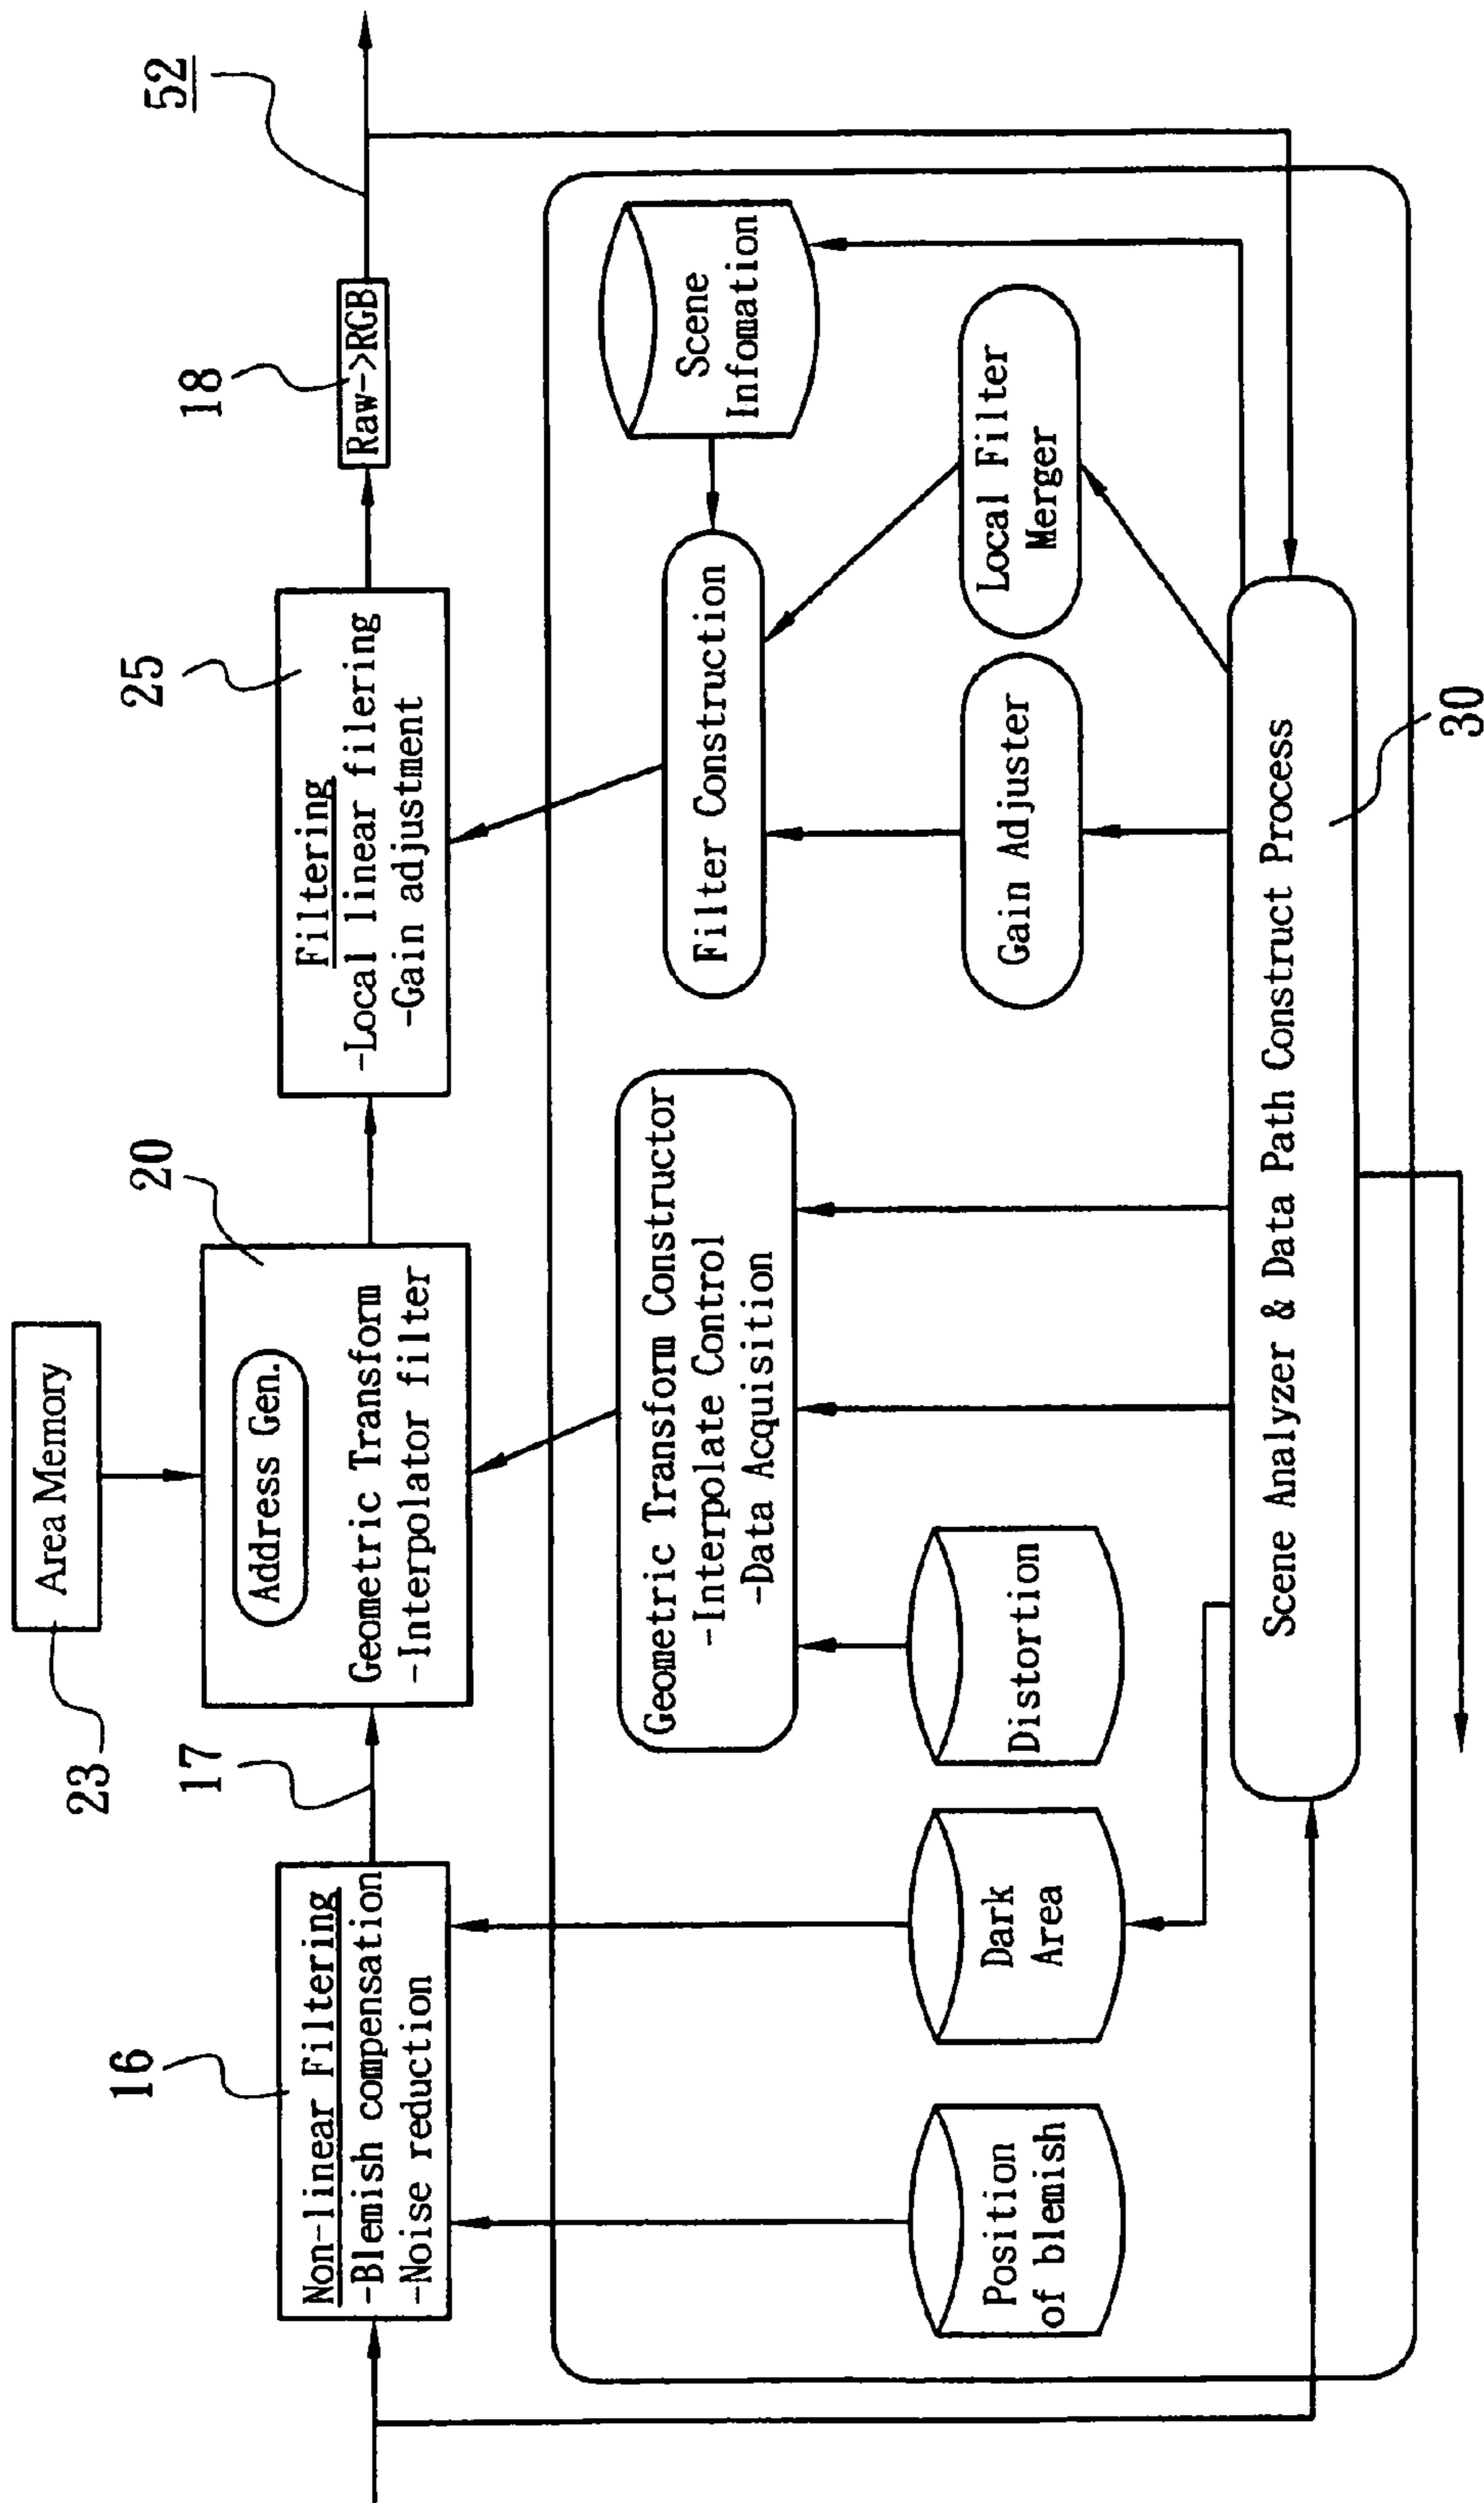 23
Area Memory
16
17
20
25
18
52
Non-linear Filtering
-Blemish compensation
-Noise reduction
Address Gen.
Geometric Transform
-Interpolator filter
Filtering
-Local linear filering
-Gain adjustment
Raw->RGB
Geometric Transform Constructor
-Interpolate Control
-Data Acquisition
Filter Construction
Scene
Infomation
Position
of blemish
Dark
Area
Distortion
Gain Adjuster
Local Filter
Merger
Scene Analyzer & Data Path Construct Process
30